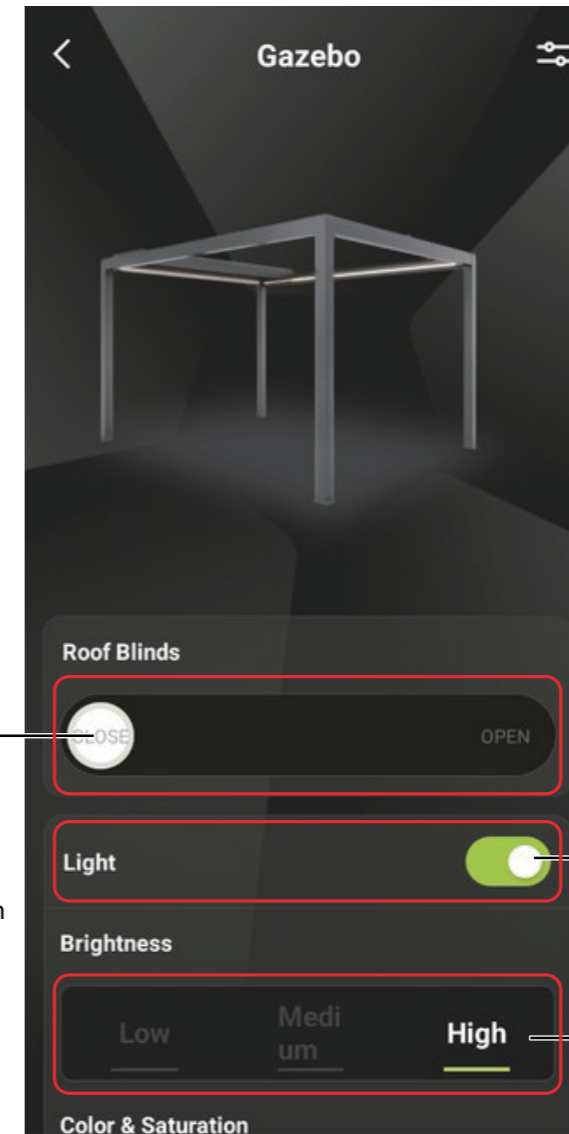 Gazebo
Roof Blinds
CLOSE
OPEN
Light
Brightness
Low
Medi
um
High
Color & Saturation